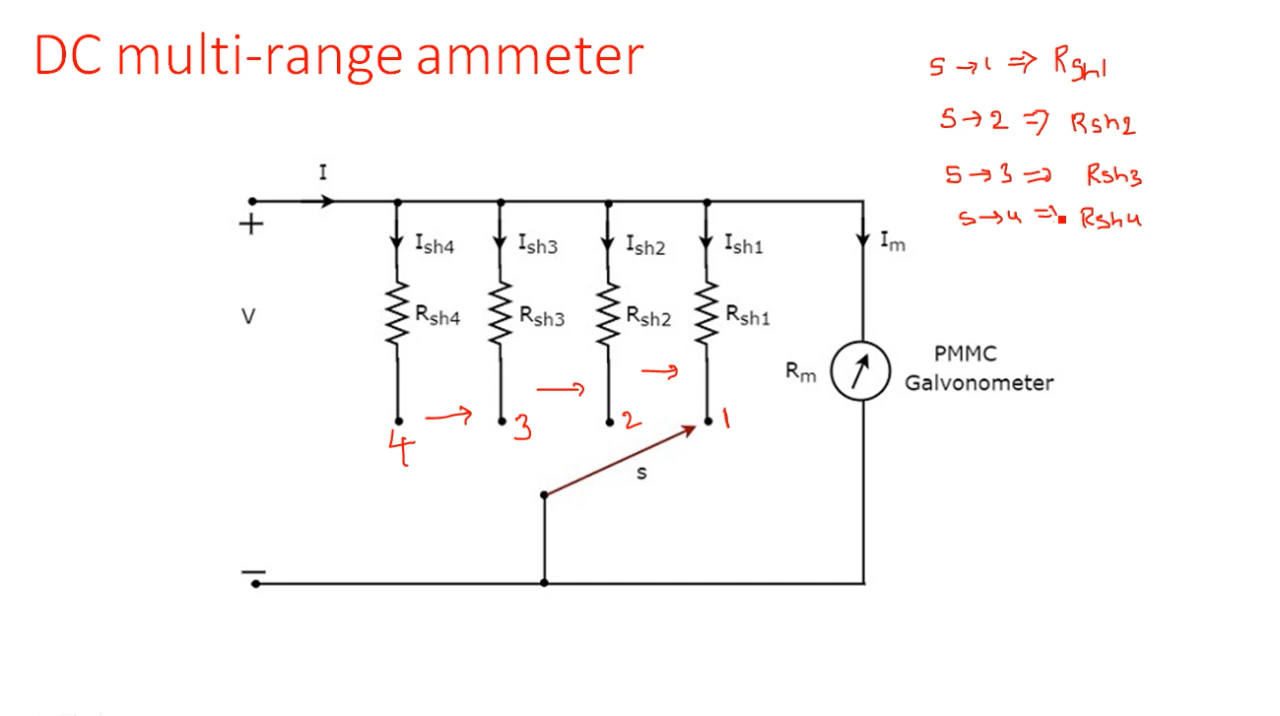 DC multi-range ammeter
S → 1 ⇒ Rsh1
S → 2 ⇒ Rsh2
S → 3 ⇒ Rsh3
S → 4 ⇒ Rsh4
I
+
Ish4 Ish3 Ish2 Ish1 Im
V Rsh4 Rsh3 Rsh2 Rsh1
Rm PMMC
Galvonometer
4 → 3 → 2 → 1
s
−